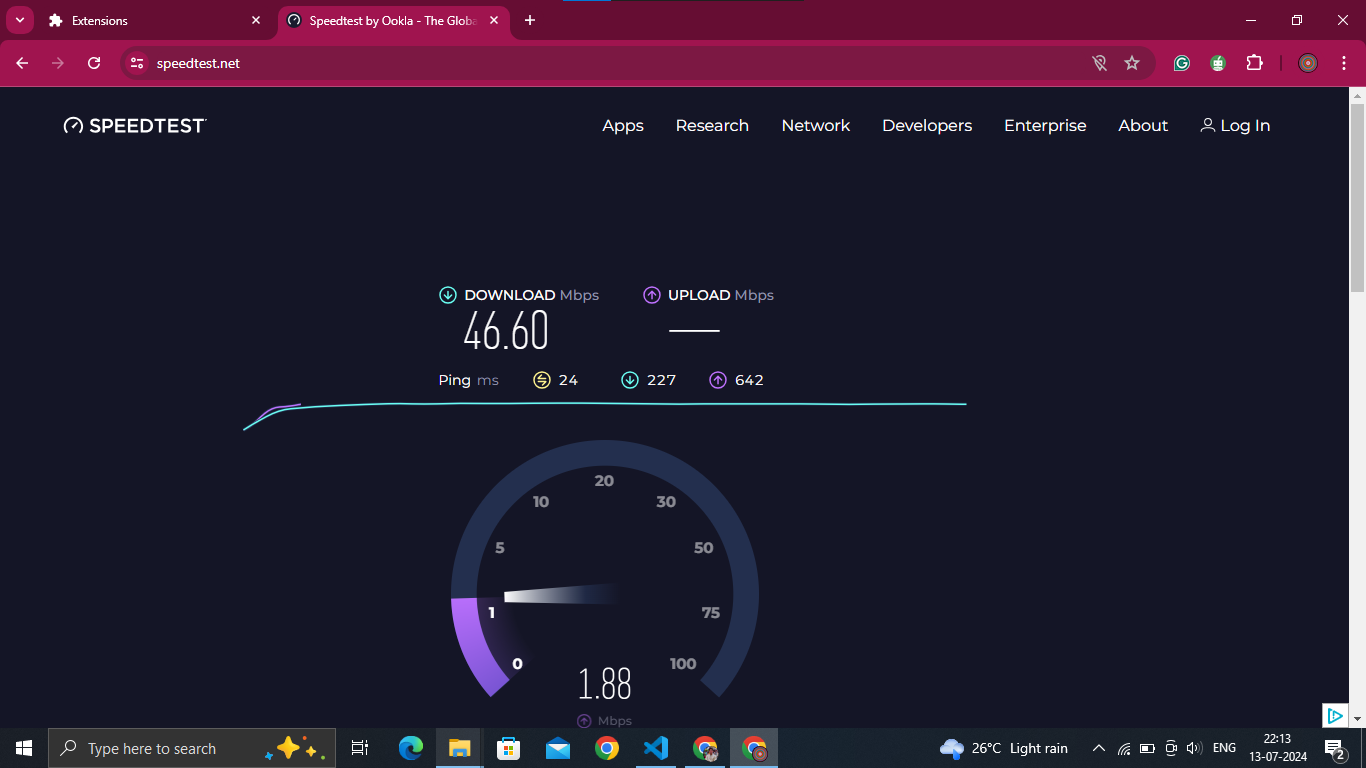 Extensions
Speedtest by Ookla - The Globa
speedtest.net
SPEEDTEST
Apps Research Network Developers Enterprise About Log In
DOWNLOAD Mbps UPLOAD Mbps
46.60
Ping ms 24 227 642
20
10 30
5 50
1 75
0 100
1.88
Mbps
Type here to search
26°C Light rain
ENG
22:13
13-07-2024
2